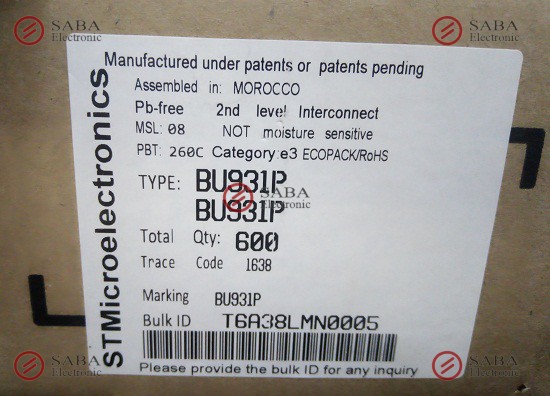 SABA
Electronic
SABA
Electronic
STMicroelectronics
Manufactured under patents or patents pending
Assembled in: MOROCCO
Pb-free 2nd level Interconnect
MSL: 08 NOT moisture sensitive
PBT: 260C Category:e3 ECOPACK/RoHS
TYPE: BU931P
SABA
Electronic
BU931P
Total Qty: 600
Trace Code 1638
Marking BU931P
Bulk ID T6A38LMN0005
Please provide the bulk ID for any inquiry
SABA
Electronic
SABA
Electronic